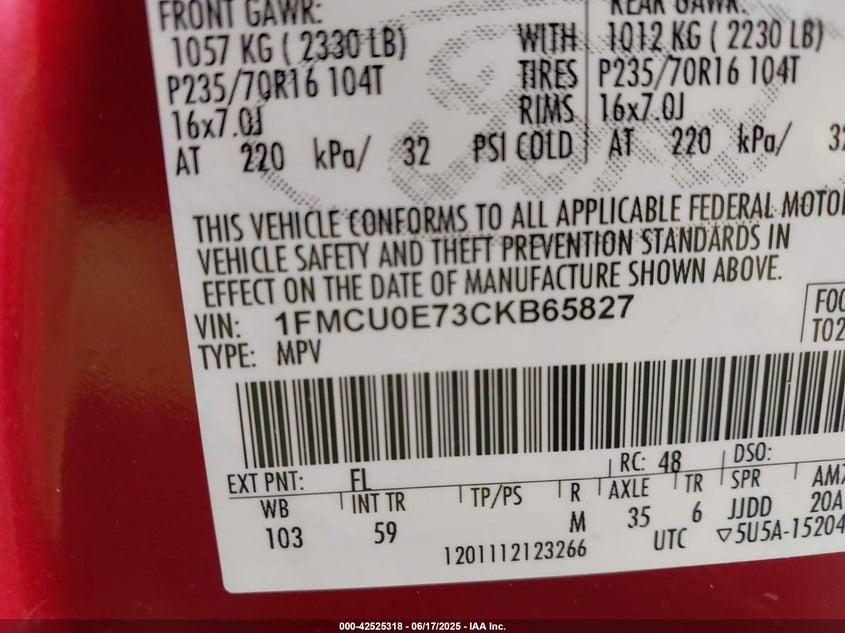 FRONT GAWR:
REAR GAWR:
1057 KG ( 2330 LB)
WITH
1012 KG ( 2230 LB)
P235/70R16 104T
TIRES
P235/70R16 104T
16x7.0J
RIMS
16x7.0J
AT 220 kPa/ 32 PSI COLD
AT 220 kPa/ 32
THIS VEHICLE CONFORMS TO ALL APPLICABLE FEDERAL MOTOR
VEHICLE SAFETY AND THEFT PREVENTION STANDARDS IN
EFFECT ON THE DATE OF MANUFACTURE SHOWN ABOVE.
VIN: 1FMCU0E73CKB65827
TYPE: MPV
F00
T02
EXT PNT: FL
RC: 48
DSO:
WB
INT TR
TP/PS
R
AXLE
TR
SPR
AM7
103
59
M
35
6
JJDD
20A
1201112123266
UTC
▽5U5A-15204
000-42525318 - 06/17/2025 - IAA Inc.